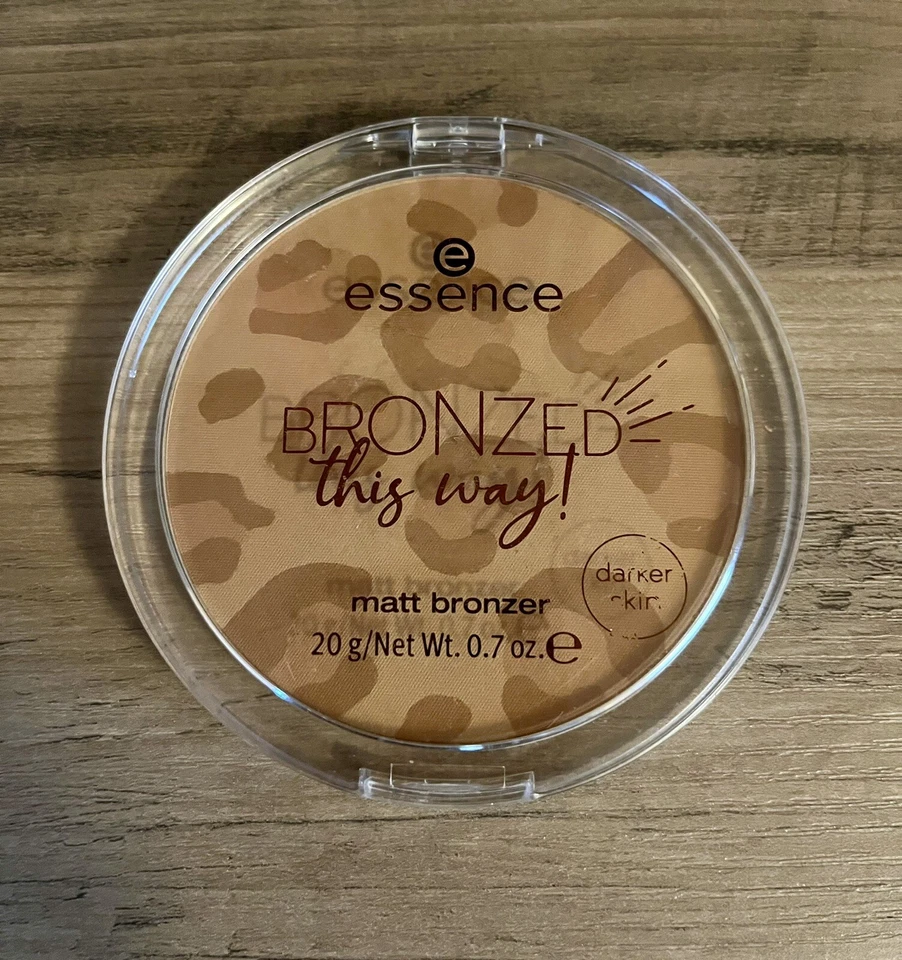 e
essence
BRONZED
this way!
matt bronzer
20 g/Net Wt. 0.7 oz. e
darker
skin